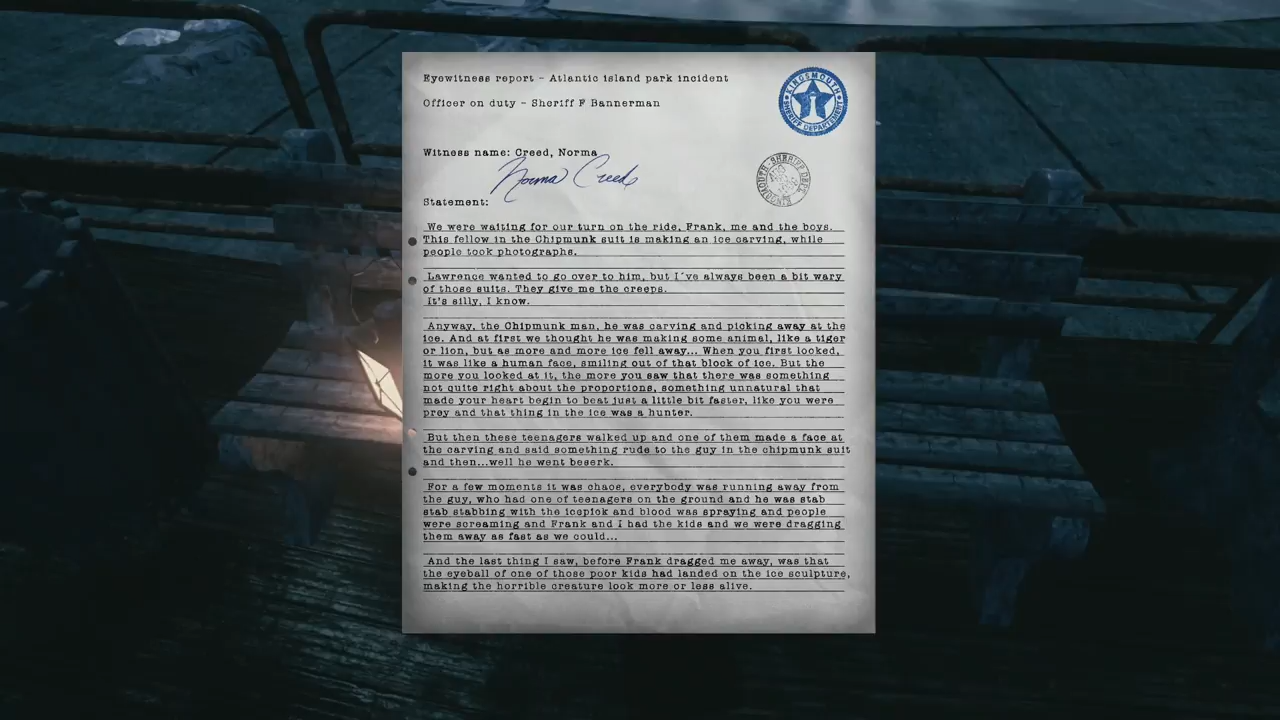 Eyewitness report - Atlantic island park incident
Officer on duty - Sheriff F Bannerman
KINGSMOUTH
SHERIFF DEPARTEMENT
Witness name: Creed, Norma
Norma Creed
Statement:
We were waiting for our turn on the ride, Frank, me and the boys.
This fellow in the Chipmunk suit is making an ice carving, while
people took photographs.
Lawrence wanted to go over to him, but I´ve always been a bit wary
of those suits. They give me the creeps.
It's silly, I know.
Anyway, the Chipmunk man, he was carving and picking away at the
ice. And at first we thought he was making some animal, like a tiger
or lion, but as more and more ice fell away... When you first looked,
it was like a human face, smiling out of that block of ice. But the
more you looked at it, the more you saw that there was something
not quite right about the proportions, something unnatural that
made your heart begin to beat just a little bit faster, like you were
prey and that thing in the ice was a hunter.
But then these teenagers walked up and one of them made a face at
the carving and said something rude to the guy in the chipmunk suit
and then...well he went beserk.
For a few moments it was chaos, everybody was running away from
the guy, who had one of teenagers on the ground and he was stab
stab stabbing with the icepick and blood was spraying and people
were screaming and Frank and I had the kids and we were dragging
them away as fast as we could...
And the last thing I saw, before Frank dragged me away, was that
the eyeball of one of those poor kids had landed on the ice sculpture,
making the horrible creature look more or less alive.